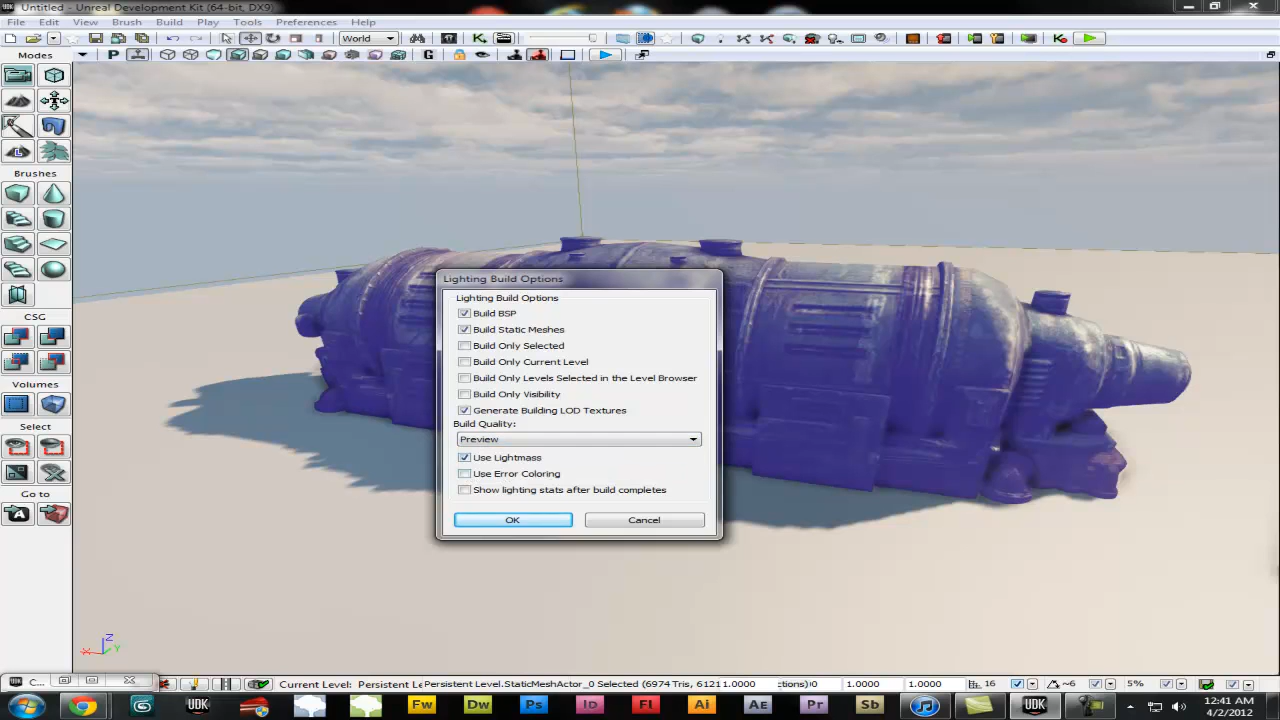 Untitled - Unreal Development Kit (64-bit, DX9)
File Edit View Brush Build Play Tools Preferences Help
World
Modes
P
G
Brushes
CSG
Volumes
Select
Go to
Lighting Build Options
Lighting Build Options
Build BSP
Build Static Meshes
Build Only Selected
Build Only Current Level
Build Only Levels Selected in the Level Browser
Build Only Visibility
Generate Building LOD Textures
Build Quality:
Preview
Use Lightmass
Use Error Coloring
Show lighting stats after build completes
OK Cancel
Z
X Y
C... Current Level: Persistent Le Persistent Level.StaticMeshActor_0 Selected (6974 Tris, 6121 1.0000 1.0000 1.0000 16 ~6 5%
UDK Fw Dw Ps Id Fl Ai Ae Pr Sb UDK 12:41 AM
4/2/2012